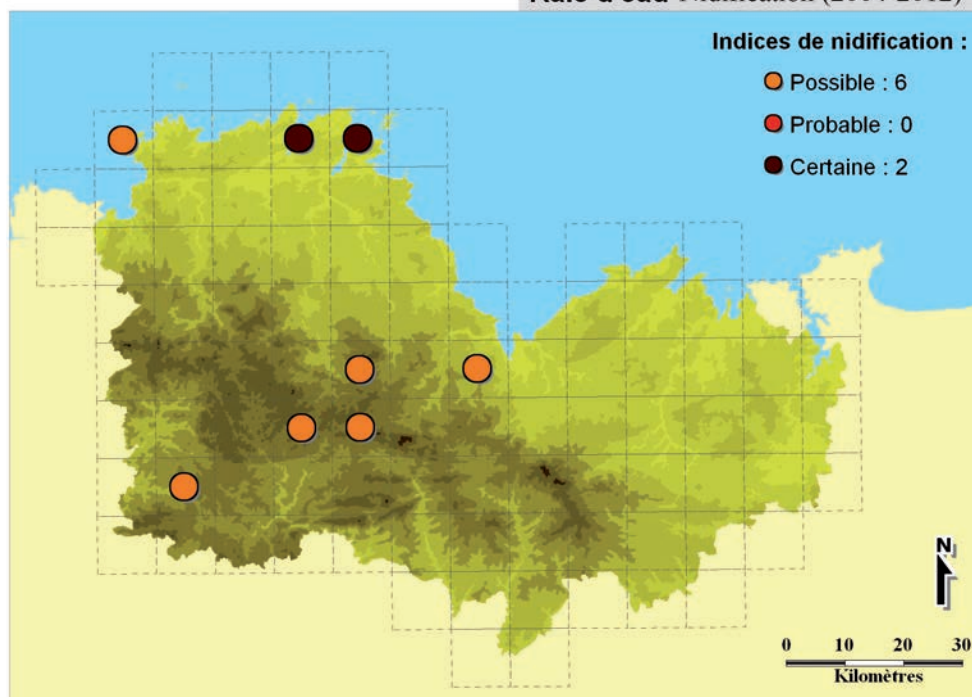 Indices de nidification :
Possible : 6
Probable : 0
Certaine : 2
N
0 10 20 30
Kilomètres